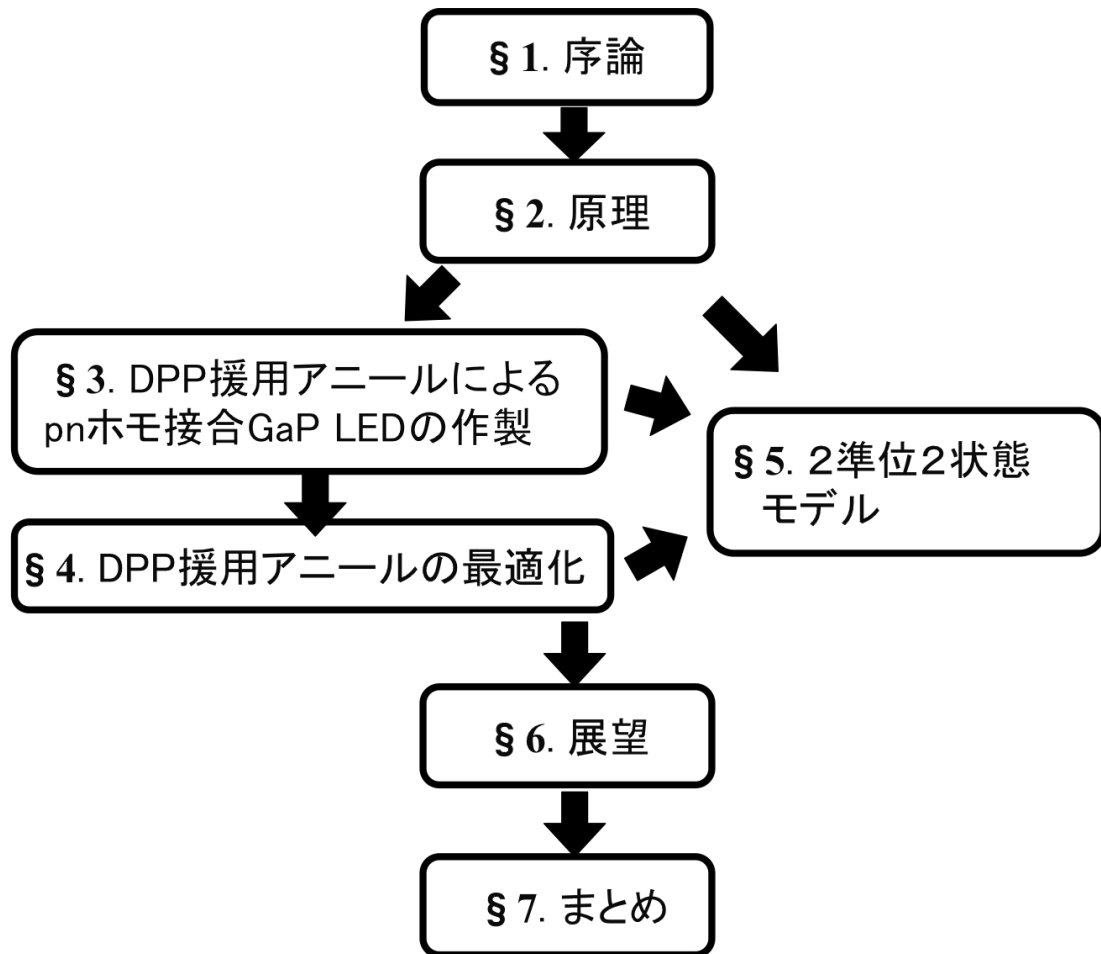 § 1. 序論
§ 2. 原理
§ 3. DPP援用アニールによる
pnホモ接合GaP LEDの作製
§ 4. DPP援用アニールの最適化
§ 5. 2準位2状態
モデル
§ 6. 展望
§ 7. まとめ